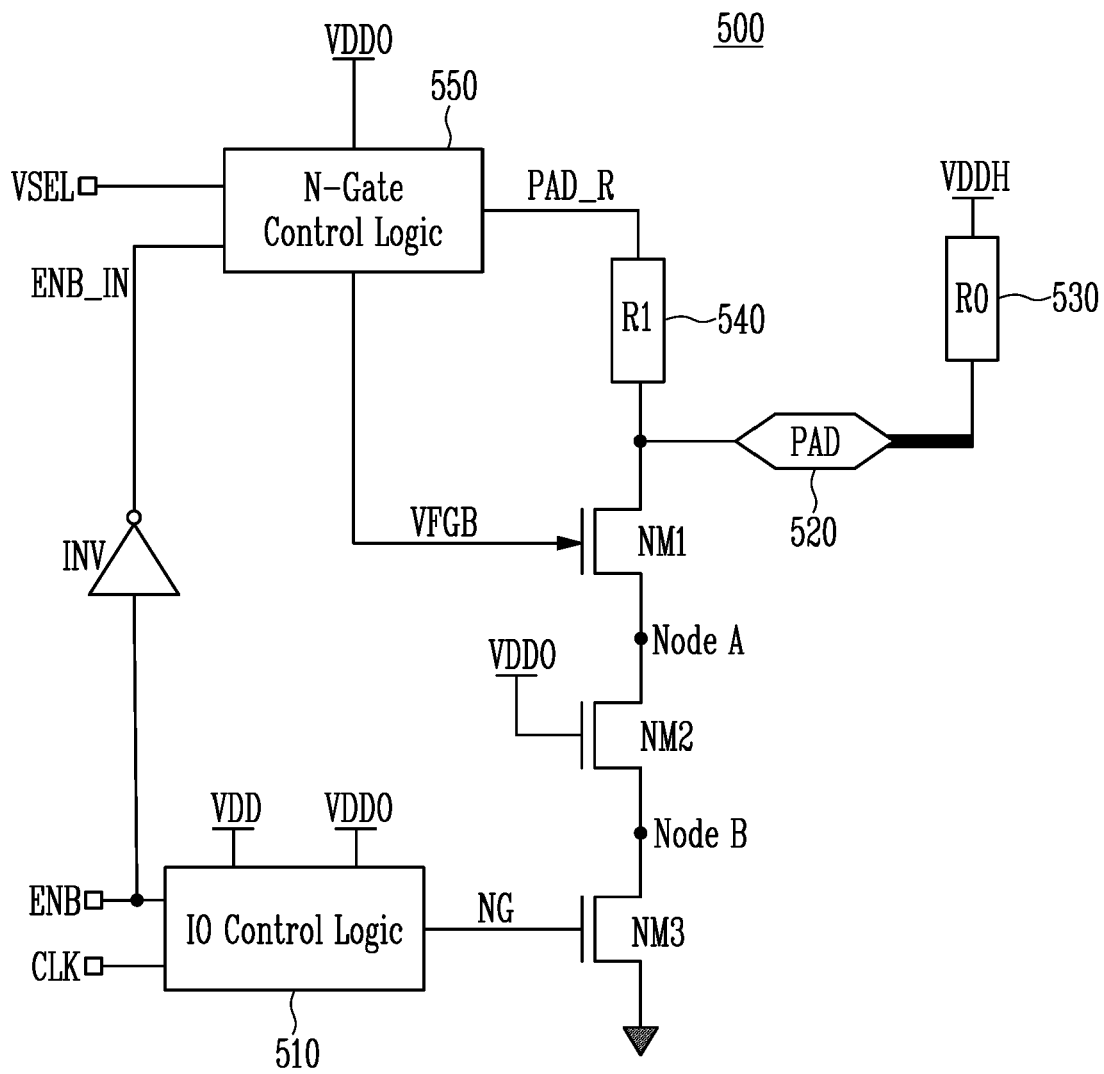 500
VDDO
550
VSEL
N-Gate
Control Logic
PAD_R
VDDH
ENB_IN
R1
540
R0
530
PAD
520
VFGB
NM1
INV
Node A
VDDO
NM2
VDD
VDDO
Node B
ENB
IO Control Logic
NG
NM3
CLK
510